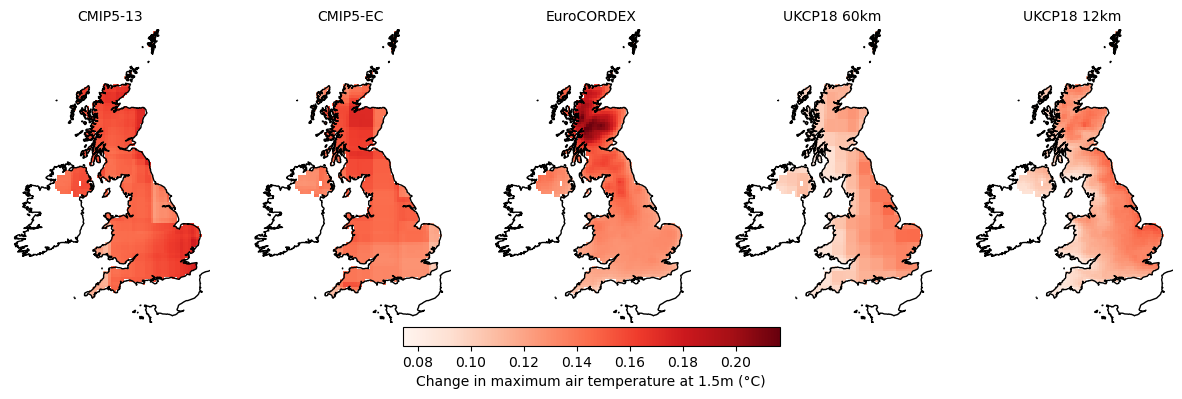 CMIP5-13 CMIP5-EC EuroCORDEX UKCP18 60km UKCP18 12km
0.08 0.10 0.12 0.14 0.16 0.18 0.20
Change in maximum air temperature at 1.5m (°C)